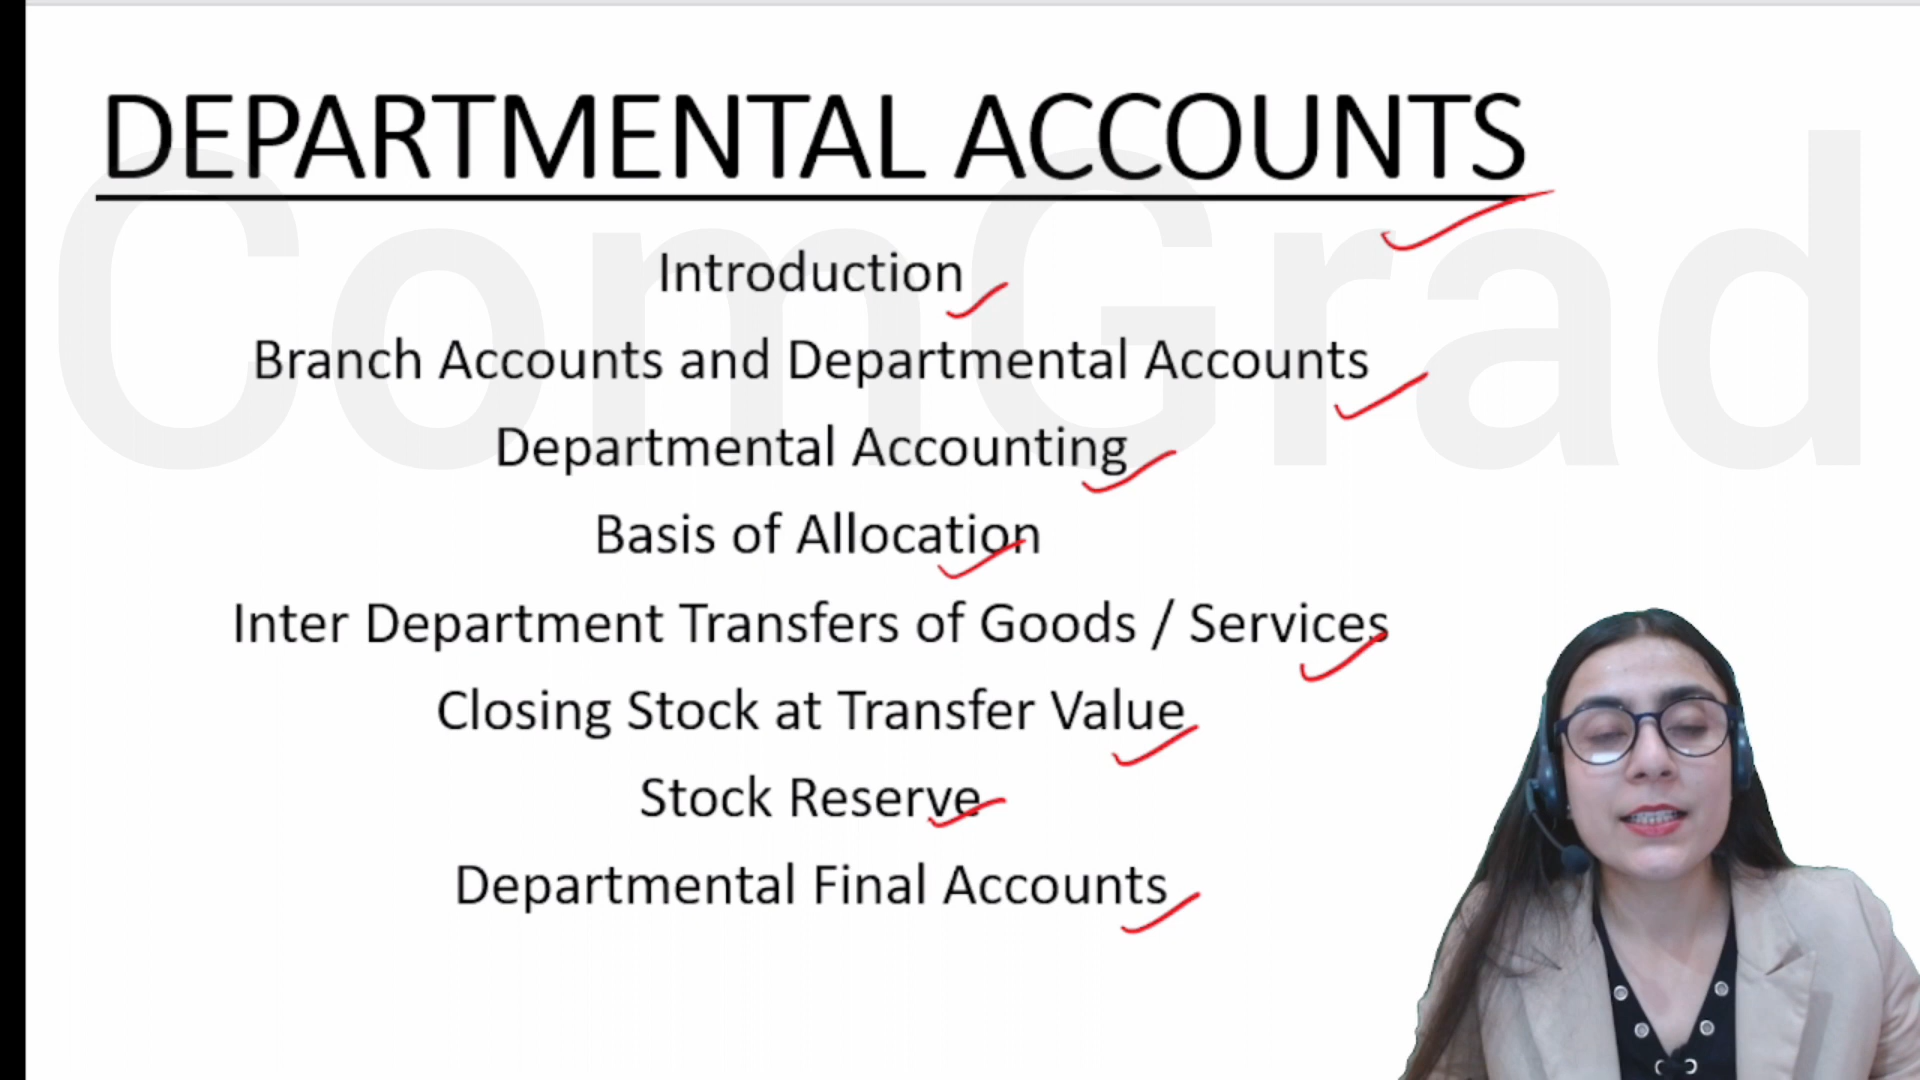 DEPARTMENTAL ACCOUNTS
Introduction
Branch Accounts and Departmental Accounts
Departmental Accounting
Basis of Allocation
Inter Department Transfers of Goods / Services
Closing Stock at Transfer Value
Stock Reserve
Departmental Final Accounts
ComGrad